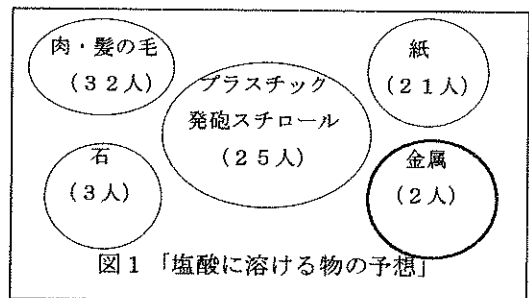 肉・髪の毛
(32人)
プラスチック
発砲スチロール
(25人)
紙
(21人)
石
(3人)
金属
(2人)
図1「塩酸に溶ける物の予想」